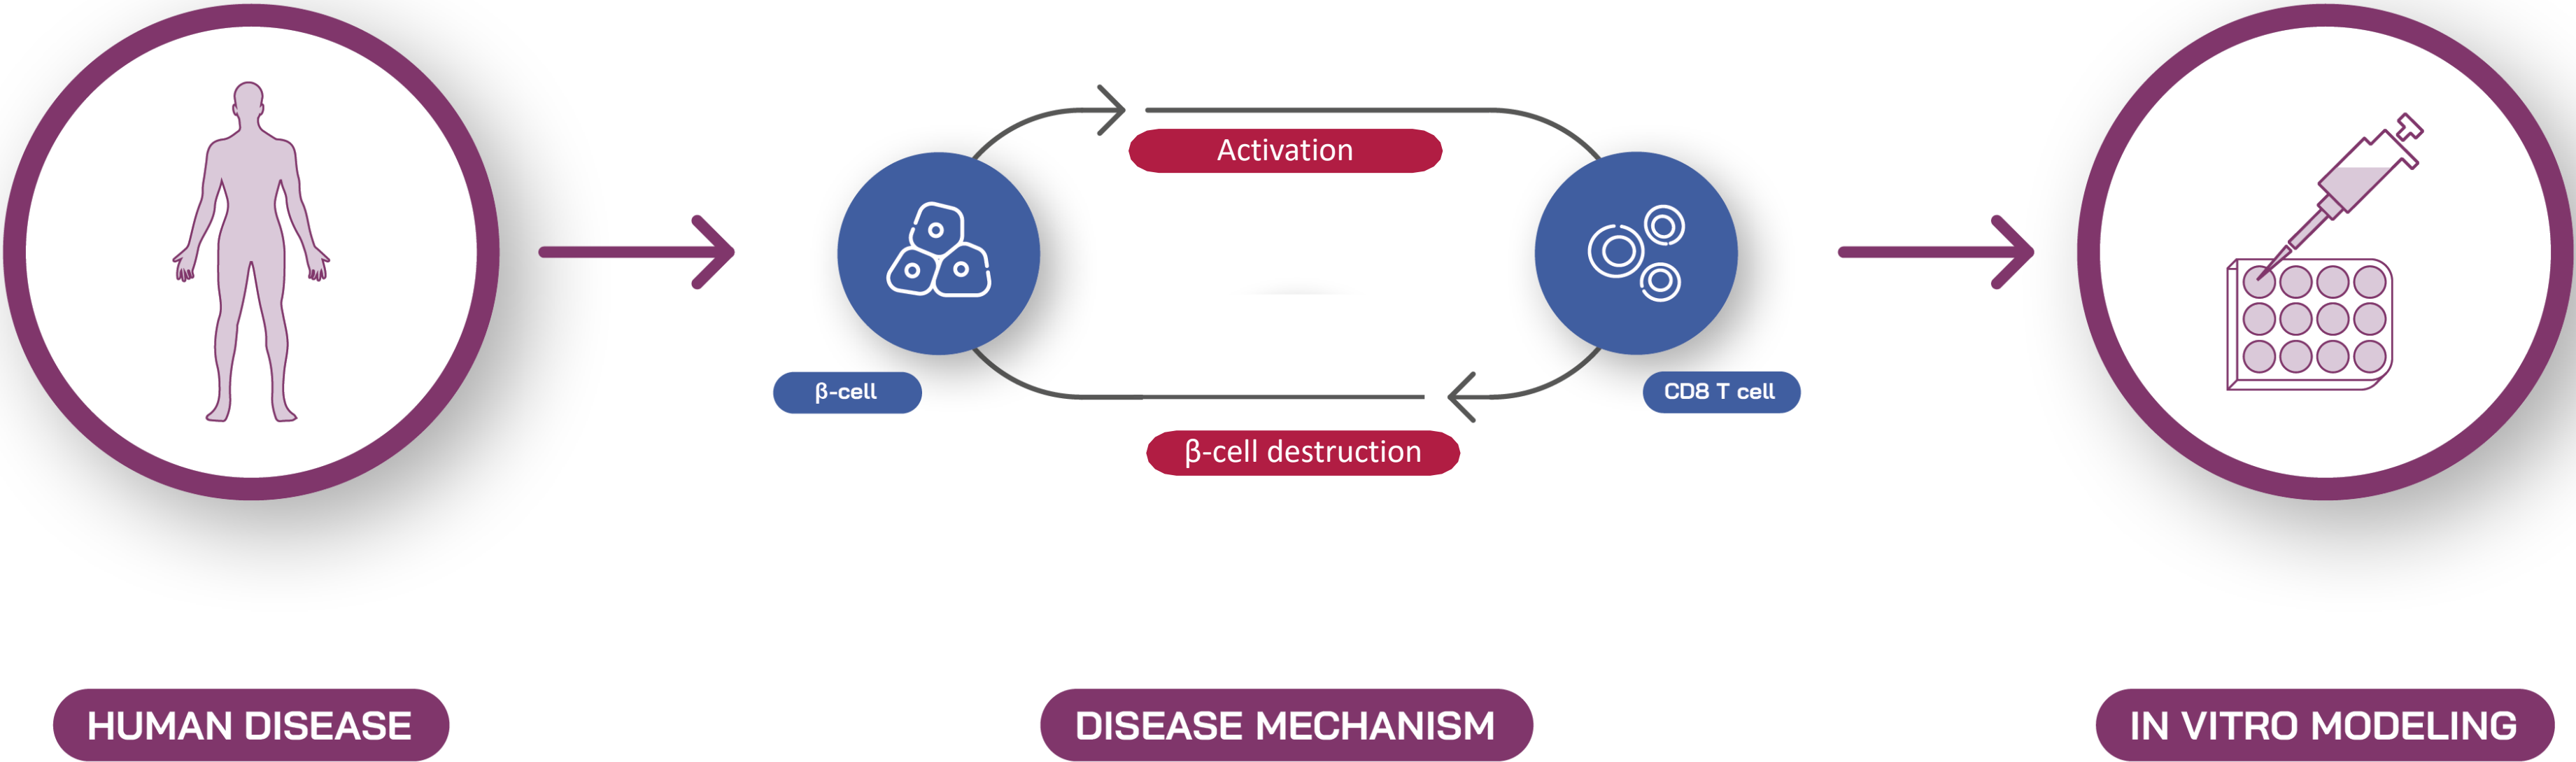 Activation
ꞵ-cell
CD8 T cell
β-cell destruction
HUMAN DISEASE
DISEASE MECHANISM
IN VITRO MODELING